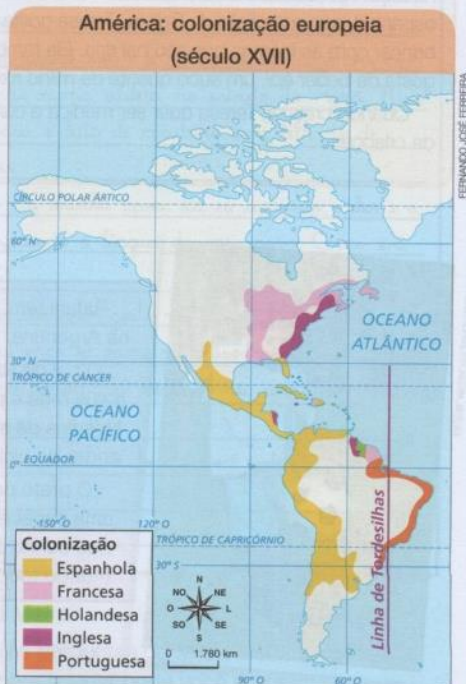 América: colonização europeia
(século XVII)
FERNANDO JOSÉ FERREIRA
CÍRCULO POLAR ÁRTICO
60° N
OCEANO
ATLÂNTICO
30° N
TRÓPICO DE CÂNCER
OCEANO
PACÍFICO
0° EQUADOR
150° O
120° O
TRÓPICO DE CAPRICÓRNIO
30° S
Linha de Tordesilhas
Colonização
Espanhola
Francesa
Holandesa
Inglesa
Portuguesa
N
NO
NE
O
L
SO
SE
S
0
1.780 km
90° O
60° O